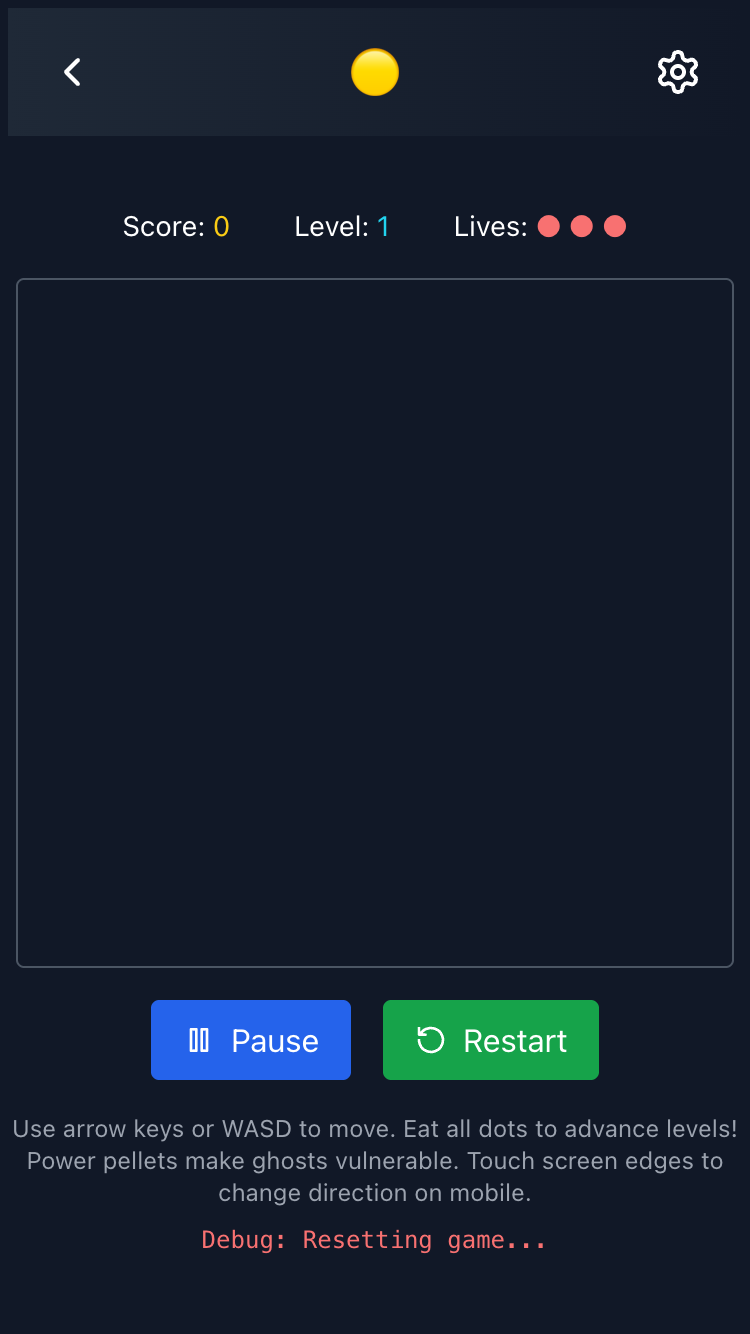 Score: 0 Level: 1 Lives:
Pause Restart
Use arrow keys or WASD to move. Eat all dots to advance levels!
Power pellets make ghosts vulnerable. Touch screen edges to
change direction on mobile.
Debug: Resetting game...